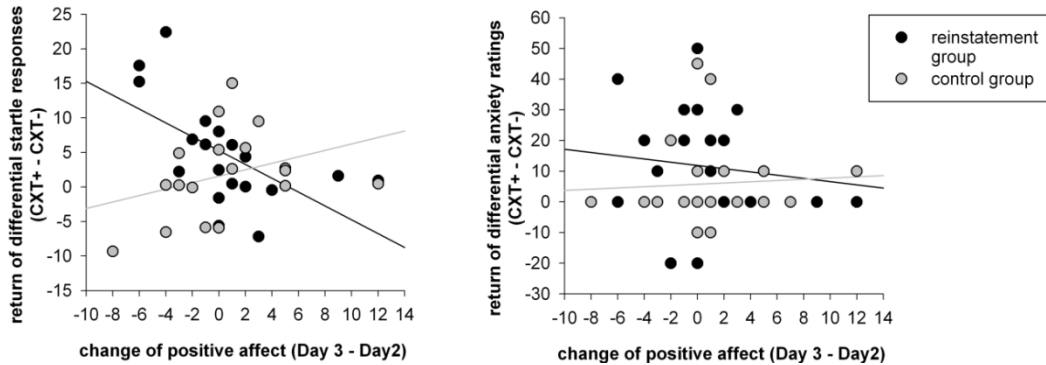 return of differential startle responses
(CXT+ - CXT-)
25
20
15
10
5
0
-5
-10
-15
-10 -8 -6 -4 -2 0 2 4 6 8 10 12 14
change of positive affect (Day 3 - Day2)
return of differential anxiety ratings
(CXT+ - CXT-)
60
50
40
30
20
10
0
-10
-20
-30
-10 -8 -6 -4 -2 0 2 4 6 8 10 12 14
change of positive affect (Day 3 - Day2)
reinstatement
group
control group